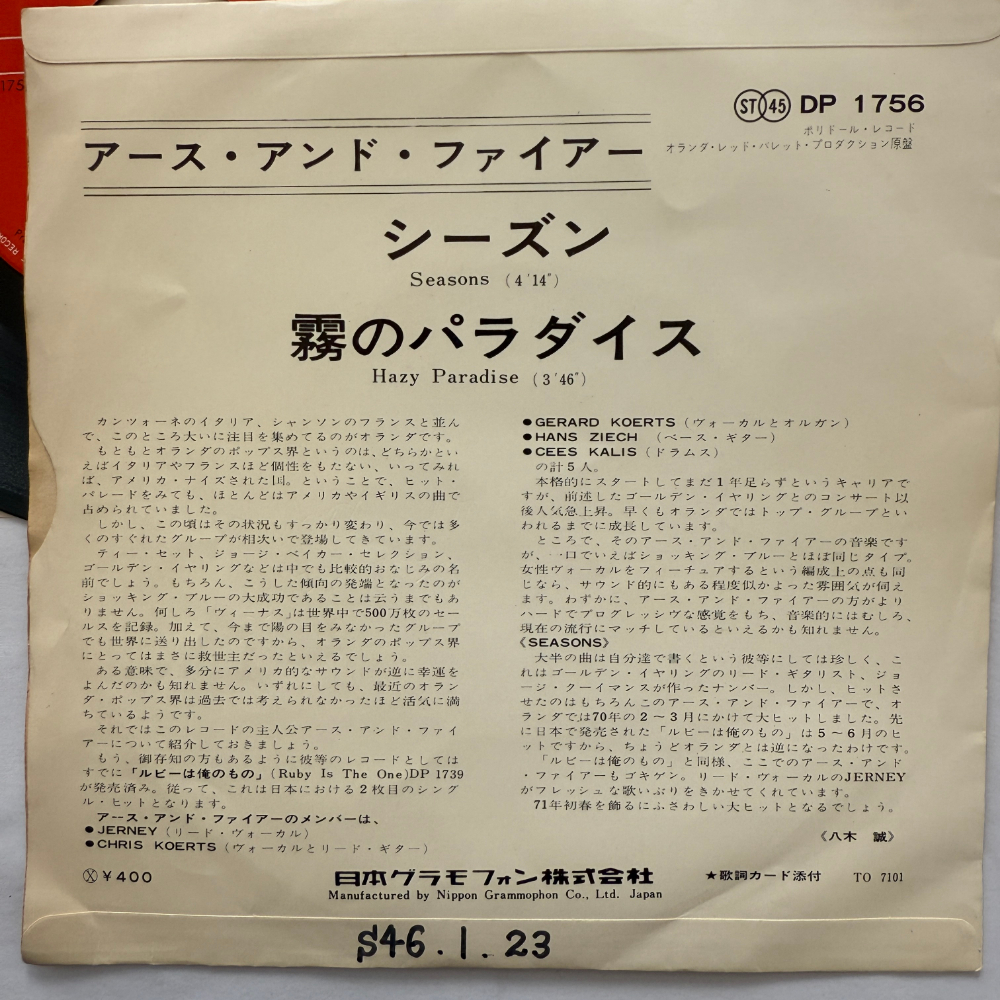 175
ST 45 DP 1756
ポリドール・レコード
オランダ・レッド・バレット・プロダクション原盤
アース・アンド・ファイアー
シーズン
Seasons (4'14")
霧のパラダイス
Hazy Paradise (3'46")
カンツォーネのイタリア、シャンソンのフランスと並ん
で、このところ大いに注目を集めてるのがオランダです。
もともとオランダのポップス界というのは、どちらかとい
えばイタリアやフランスほど個性をもたない、いってみれ
ば、アメリカ・ナイズされた国。ということで、ヒット・
パレードをみても、ほとんどはアメリカやイギリスの曲で
占められていました。
しかし、この頃はその状況もすっかり変わり、今では多
くのすぐれたグループが相次いで登場してきています。
ティー・セット、ジョージ・ベイカー・セレクション、
ゴールデン・イヤリングなどは中でも比較的おなじみの名
前でしょう。もちろん、こうした傾向の発端となったのが
ショッキング・ブルーの大成功であることは云うまでもあ
りません。何しろ「ヴィーナス」は世界中で500万枚のセー
ルスを記録。加えて、今まで陽の目をみなかったグループ
でも世界に送り出したのですから、オランダのポップス界
にとってはまさに救世主だったといえるでしょう。
ある意味で、多分にアメリカ的なサウンドが逆に幸運を
よんだのかも知れません。いずれにしても、最近のオラン
ダ・ポップス界は過去では考えられなかったほど活気に満
ちているようです。
それではこのレコードの主人公アース・アンド・ファイ
アーについて紹介しておきましょう。
もう、御存知の方もあるように彼等のレコードとしては
すでに「ルビーは俺のもの」(Ruby Is The One)DP 1739
が発売済み。従って、これは日本における2枚目のシング
ル・ヒットとなります。
アース・アンド・ファイアーのメンバーは、
●JERNEY (リード・ヴォーカル)
●CHRIS KOERTS (ヴォーカルとリード・ギター)
●GERARD KOERTS (ヴォーカルとオルガン)
●HANS ZIECH (ベース・ギター)
●CEES KALIS (ドラムス)
の計5人。
本格的にスタートしてまだ1年足らずというキャリアで
すが、前述したゴールデン・イヤリングとのコンサート以
後人気急上昇。早くもオランダではトップ・グループとい
われるまでに成長しています。
ところで、そのアース・アンド・ファイアーの音楽です
が、一口でいえばショッキング・ブルーとほぼ同じタイプ。
女性ヴォーカルをフィーチュアするという編成上の点も同
じなら、サウンド的にもある程度似かよった雰囲気が伺え
ます。わずかに、アース・アンド・ファイアーの方がより
ハードでプログレッシヴな感覚をもち、音楽的にはむしろ、
現在の流行にマッチしているといえるかも知れません。
《SEASONS》
大半の曲は自分達で書くという彼等にしては珍しく、こ
れはゴールデン・イヤリングのリード・ギタリスト、ジョ
ージ・クーイマンスが作ったナンバー。しかし、ヒットさ
せたのはもちろんこのアース・アンド・ファイアーで、オ
ランダでは70年の2～3月にかけて大ヒットしました。先
に日本で発売された「ルビーは俺のもの」は5～6月のヒ
ットですから、ちょうどオランダとは逆になったわけです。
「ルビーは俺のもの」と同様、ここでのアース・アンド
・ファイアーもゴキゲン。リード・ヴォーカルのJERNEY
がフレッシュな歌いぶりをきかせてくれています。
71年初春を飾るにふさわしい大ヒットとなるでしょう。
《八木 誠》
Ⓧ￥400
日本グラモフォン株式会社
Manufactured by Nippon Grammophon Co., Ltd. Japan
★歌詞カード添付 TO 7101
S46.1.23